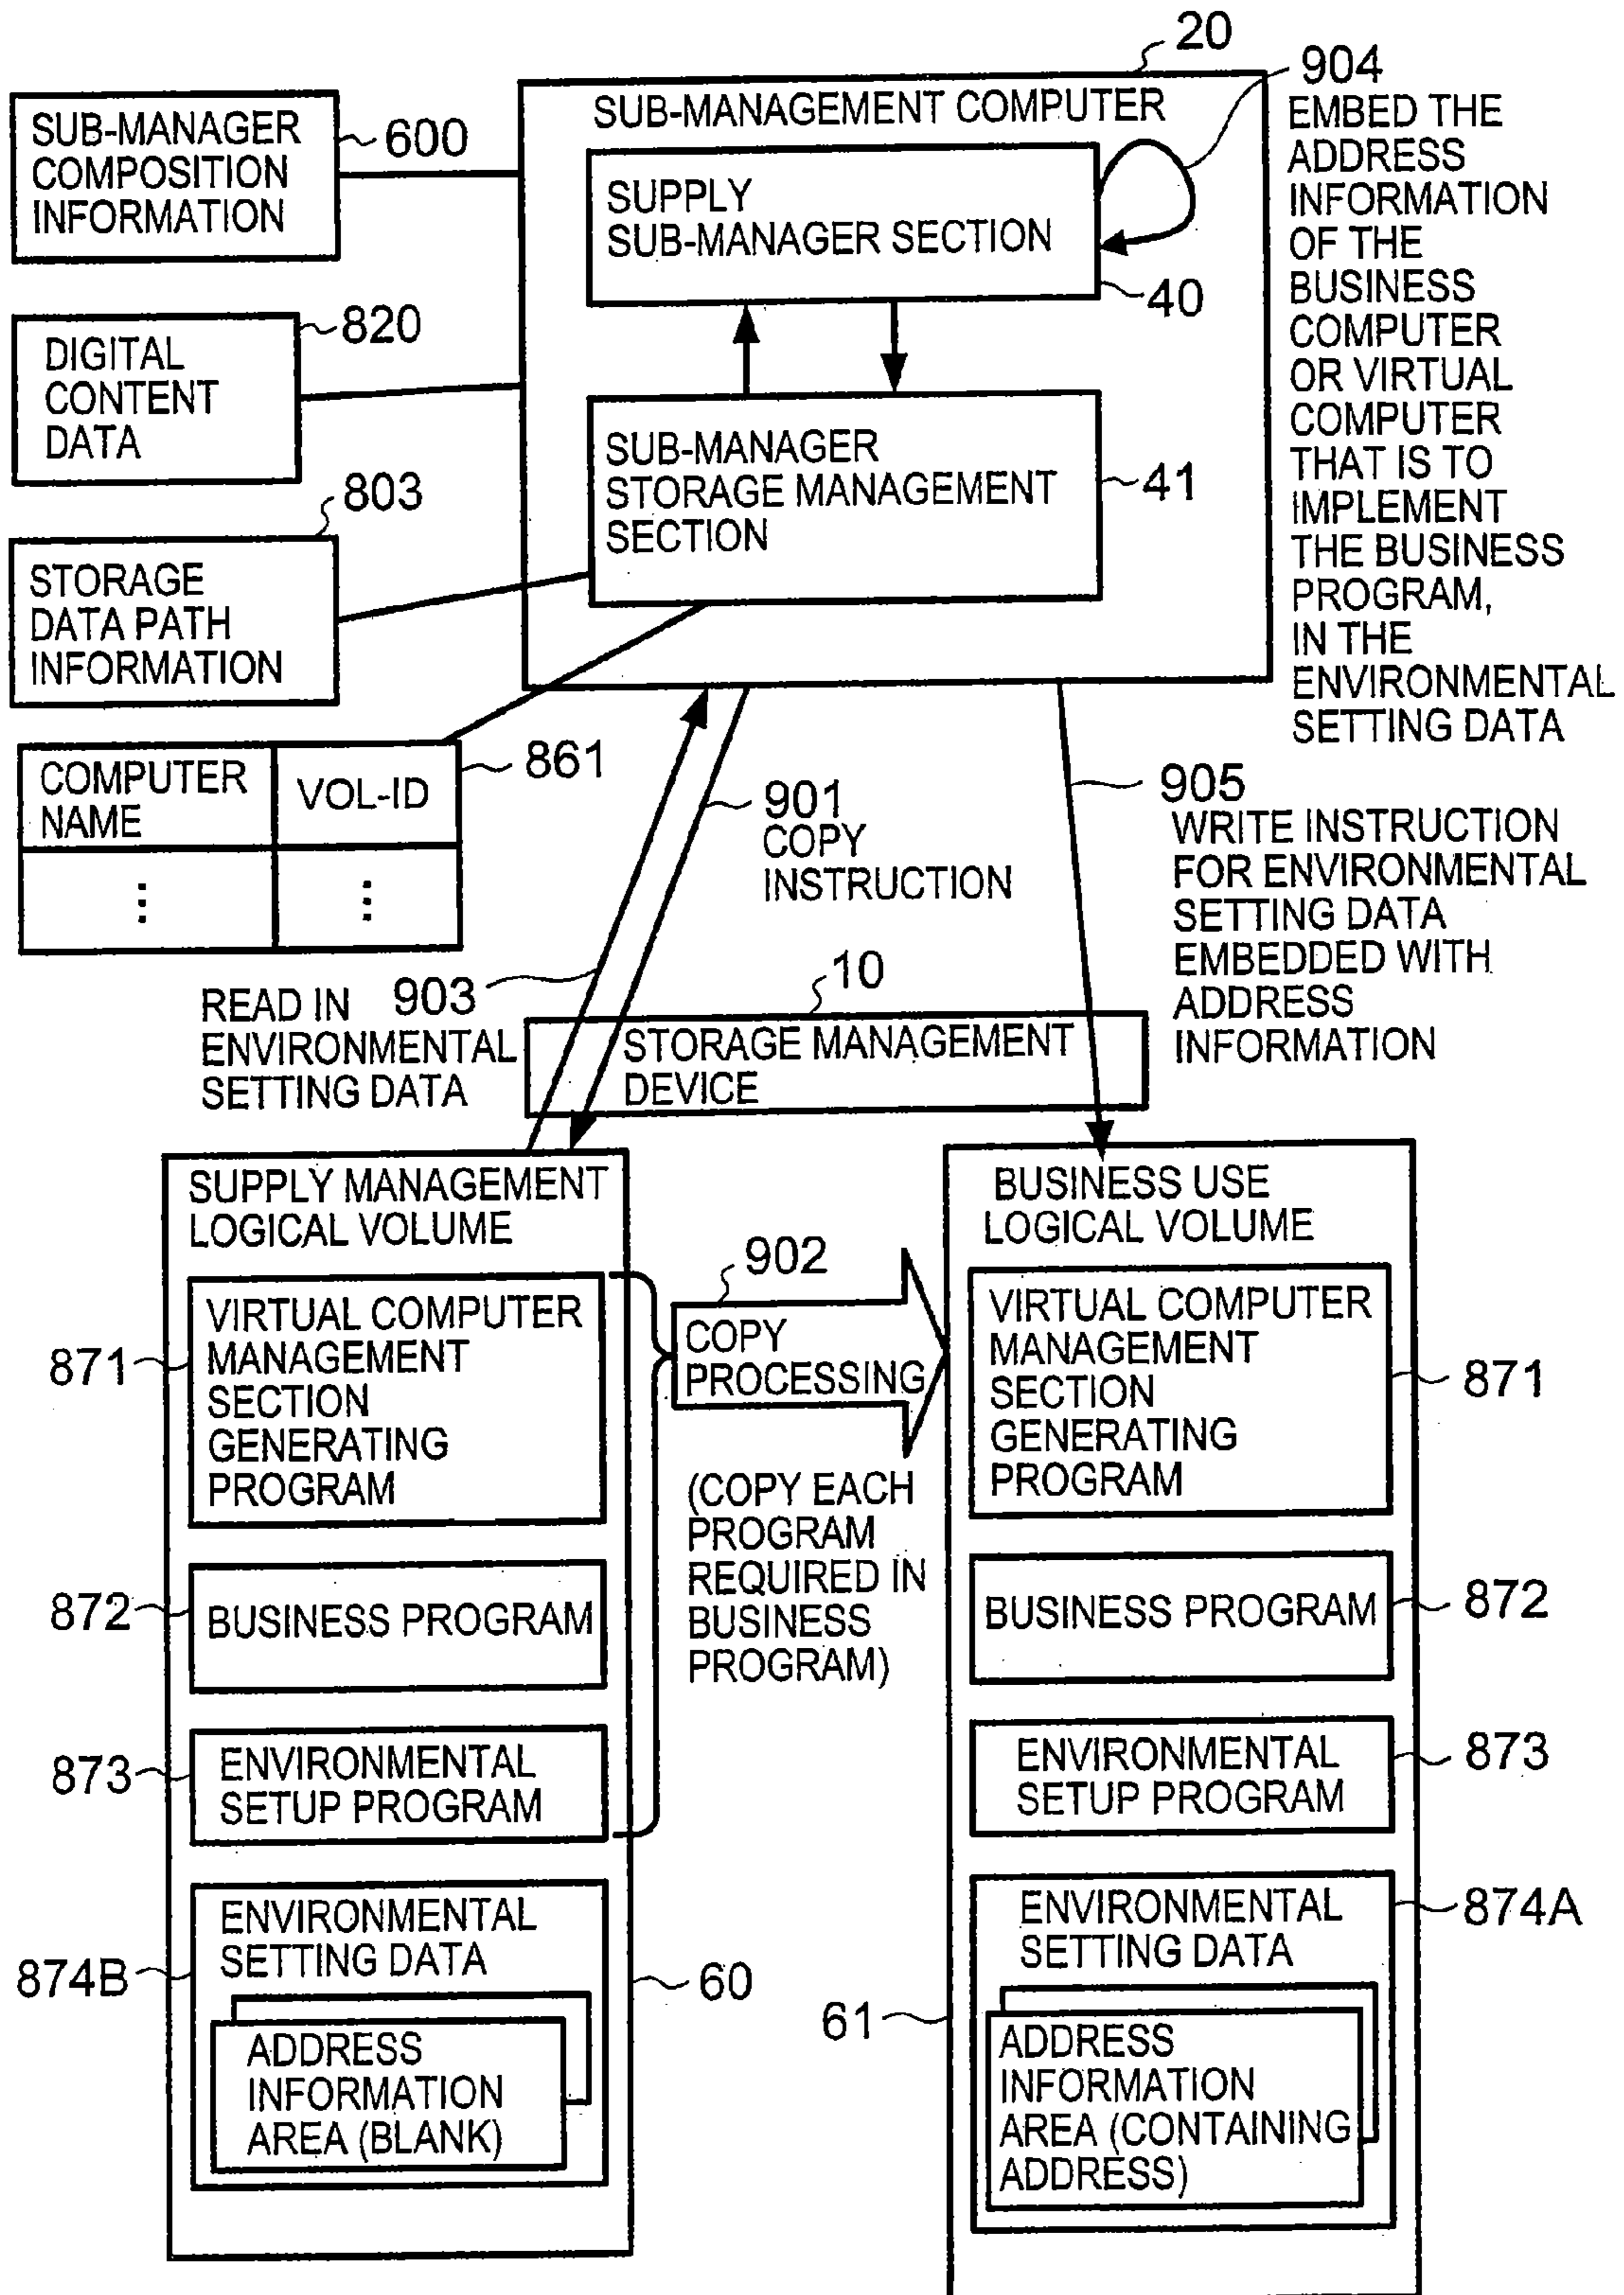 20
SUB-MANAGEMENT COMPUTER
904
EMBED THE
ADDRESS
INFORMATION
OF THE
BUSINESS
COMPUTER
OR VIRTUAL
COMPUTER
THAT IS TO
IMPLEMENT
THE BUSINESS
PROGRAM,
IN THE
ENVIRONMENTAL
SETTING DATA
SUB-MANAGER
COMPOSITION
INFORMATION
600
SUPPLY
SUB-MANAGER SECTION
40
DIGITAL
CONTENT
DATA
820
SUB-MANAGER
STORAGE MANAGEMENT
SECTION
41
STORAGE
DATA PATH
INFORMATION
803
COMPUTER
NAME
VOL-ID
⋮
⋮
861
901
COPY
INSTRUCTION
905
WRITE INSTRUCTION
FOR ENVIRONMENTAL
SETTING DATA
EMBEDDED WITH
ADDRESS
INFORMATION
READ IN
ENVIRONMENTAL
SETTING DATA
903
10
STORAGE MANAGEMENT
DEVICE
SUPPLY MANAGEMENT
LOGICAL VOLUME
VIRTUAL COMPUTER
MANAGEMENT
SECTION
GENERATING
PROGRAM
871
BUSINESS PROGRAM
872
ENVIRONMENTAL
SETUP PROGRAM
873
ENVIRONMENTAL
SETTING DATA
874B
ADDRESS
INFORMATION
AREA (BLANK)
60
902
COPY
PROCESSING
(COPY EACH
PROGRAM
REQUIRED IN
BUSINESS
PROGRAM)
BUSINESS USE
LOGICAL VOLUME
VIRTUAL COMPUTER
MANAGEMENT
SECTION
GENERATING
PROGRAM
871
BUSINESS PROGRAM
872
ENVIRONMENTAL
SETUP PROGRAM
873
ENVIRONMENTAL
SETTING DATA
874A
61
ADDRESS
INFORMATION
AREA (CONTAINING
ADDRESS)